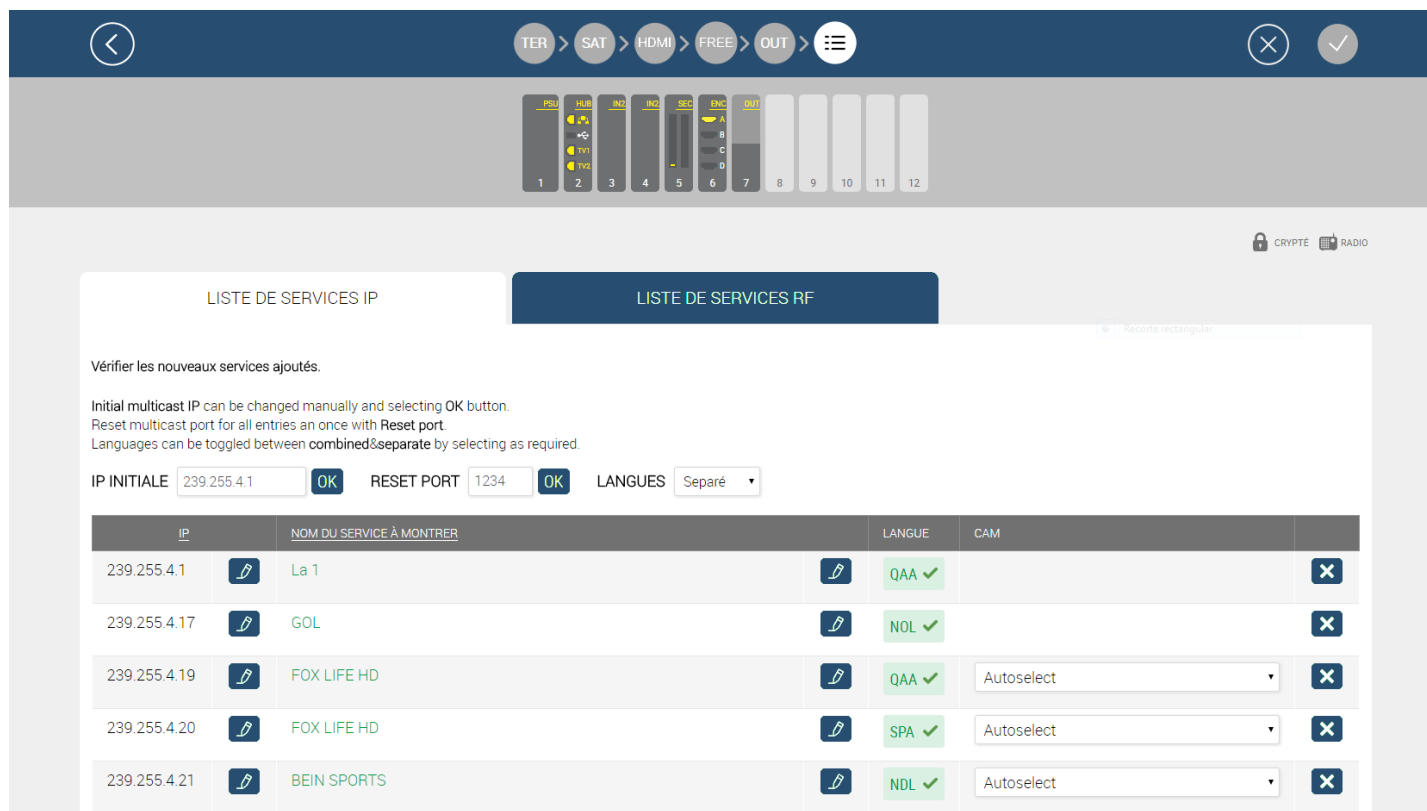 TER > SAT > HDMI > FREE > OUT >
PSU HUB IN2 IN2 SEC ENC OUT
A
B
TV1 C
TV2 D
1 2 3 4 5 6 7 8 9 10 11 12
CRYPTÉ RADIO
LISTE DE SERVICES IP LISTE DE SERVICES RF
Recorte rectangular
Vérifier les nouveaux services ajoutés.
Initial multicast IP can be changed manually and selecting OK button.
Reset multicast port for all entries an once with Reset port.
Languages can be toggled between combined&separate by selecting as required.
IP INITIALE 239.255.4.1 OK RESET PORT 1234 OK LANGUES Separé
IP NOM DU SERVICE À MONTRER LANGUE CAM
239.255.4.1 La 1 QAA
239.255.4.17 GOL NOL
239.255.4.19 FOX LIFE HD QAA Autoselect
239.255.4.20 FOX LIFE HD SPA Autoselect
239.255.4.21 BEIN SPORTS NDL Autoselect